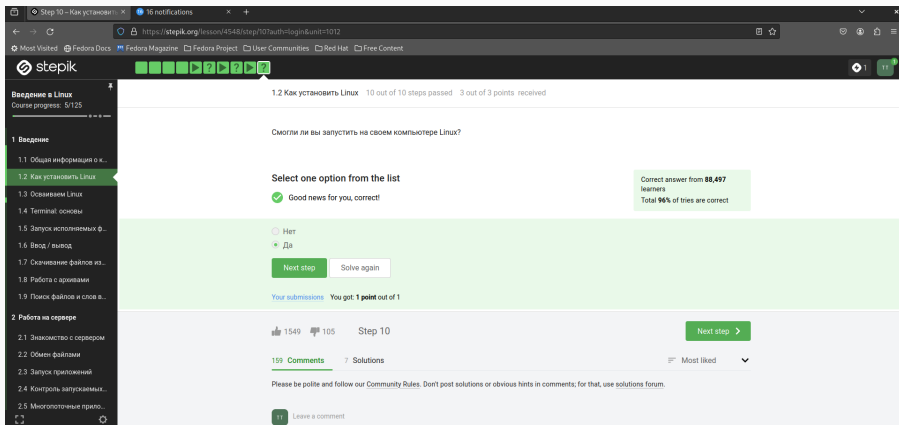 Step 10 – Как установить
16 notifications
https://stepik.org/lesson/4548/step/10?auth=login&unit=1012
Most Visited Fedora Docs Fedora Magazine Fedora Project User Communities Red Hat Free Content
stepik
? ? ?
1
TT
Введение в Linux
Course progress: 5/125
1 Введение
1.1 Общая информация о к...
1.2 Как установить Linux
1.3 Осваиваем Linux
1.4 Terminal: основы
1.5 Запуск исполняемых ф...
1.6 Ввод / вывод
1.7 Скачивание файлов из...
1.8 Работа с архивами
1.9 Поиск файлов и слов в...
2 Работа на сервере
2.1 Знакомство с сервером
2.2 Обмен файлами
2.3 Запуск приложений
2.4 Контроль запускаемых...
2.5 Многопоточные прило...
1.2 Как установить Linux 10 out of 10 steps passed 3 out of 3 points received
Смогли ли вы запустить на своем компьютере Linux?
Select one option from the list
Good news for you, correct!
Correct answer from 88,497
learners
Total 96% of tries are correct
Нет
Да
Next step Solve again
Your submissions You got: 1 point out of 1
1549 105 Step 10 Next step
159 Comments 7 Solutions Most liked
Please be polite and follow our Community Rules. Don't post solutions or obvious hints in comments; for that, use solutions forum.
TT Leave a comment